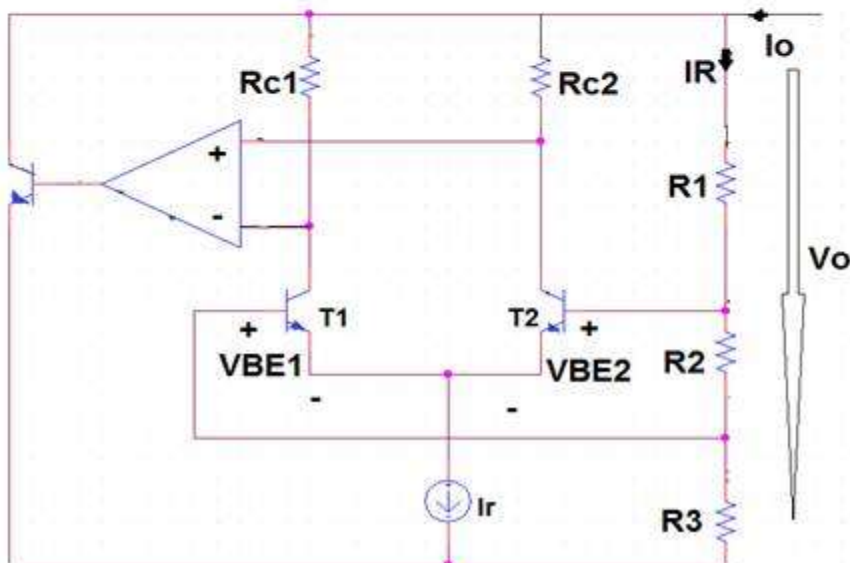 Io
Rc1
Rc2
IR
+
-
R1
Vo
T1
T2
+
+
VBE1
VBE2
R2
-
-
Ir
R3